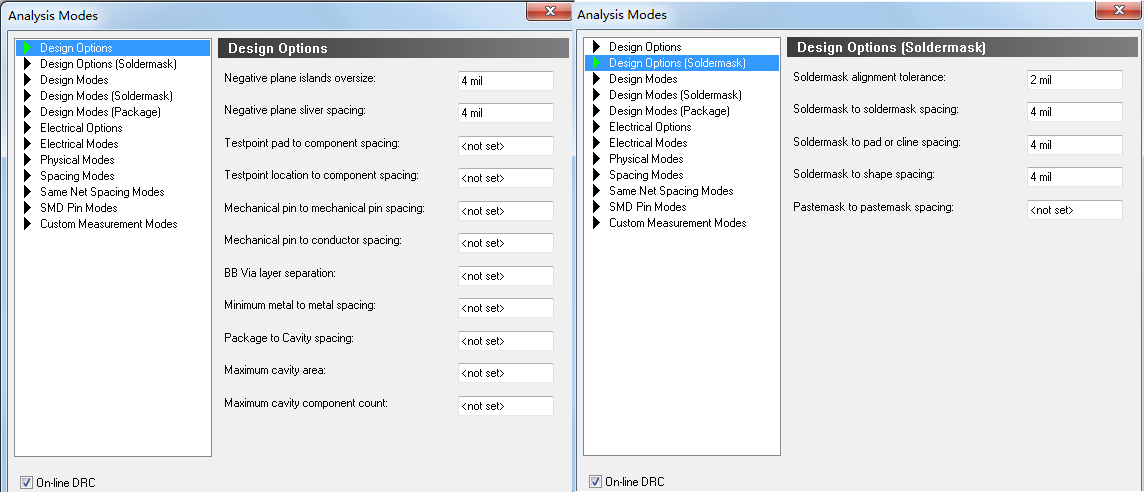 Analysis Modes
Design Options
Design Options (Soldermask)
Design Modes
Design Modes (Soldermask)
Design Modes (Package)
Electrical Options
Electrical Modes
Physical Modes
Spacing Modes
Same Net Spacing Modes
SMD Pin Modes
Custom Measurement Modes
Design Options
Negative plane islands oversize: 4 mil
Negative plane sliver spacing: 4 mil
Testpoint pad to component spacing: <not set>
Testpoint location to component spacing: <not set>
Mechanical pin to mechanical pin spacing: <not set>
Mechanical pin to conductor spacing: <not set>
BB Via layer separation: <not set>
Minimum metal to metal spacing: <not set>
Package to Cavity spacing: <not set>
Maximum cavity area: <not set>
Maximum cavity component count: <not set>
On-line DRC
Analysis Modes
Design Options
Design Options (Soldermask)
Design Modes
Design Modes (Soldermask)
Design Modes (Package)
Electrical Options
Electrical Modes
Physical Modes
Spacing Modes
Same Net Spacing Modes
SMD Pin Modes
Custom Measurement Modes
Design Options (Soldermask)
Soldermask alignment tolerance: 2 mil
Soldermask to soldermask spacing: 4 mil
Soldermask to pad or cline spacing: 4 mil
Soldermask to shape spacing: 4 mil
Pastemask to pastemask spacing: <not set>
On-line DRC